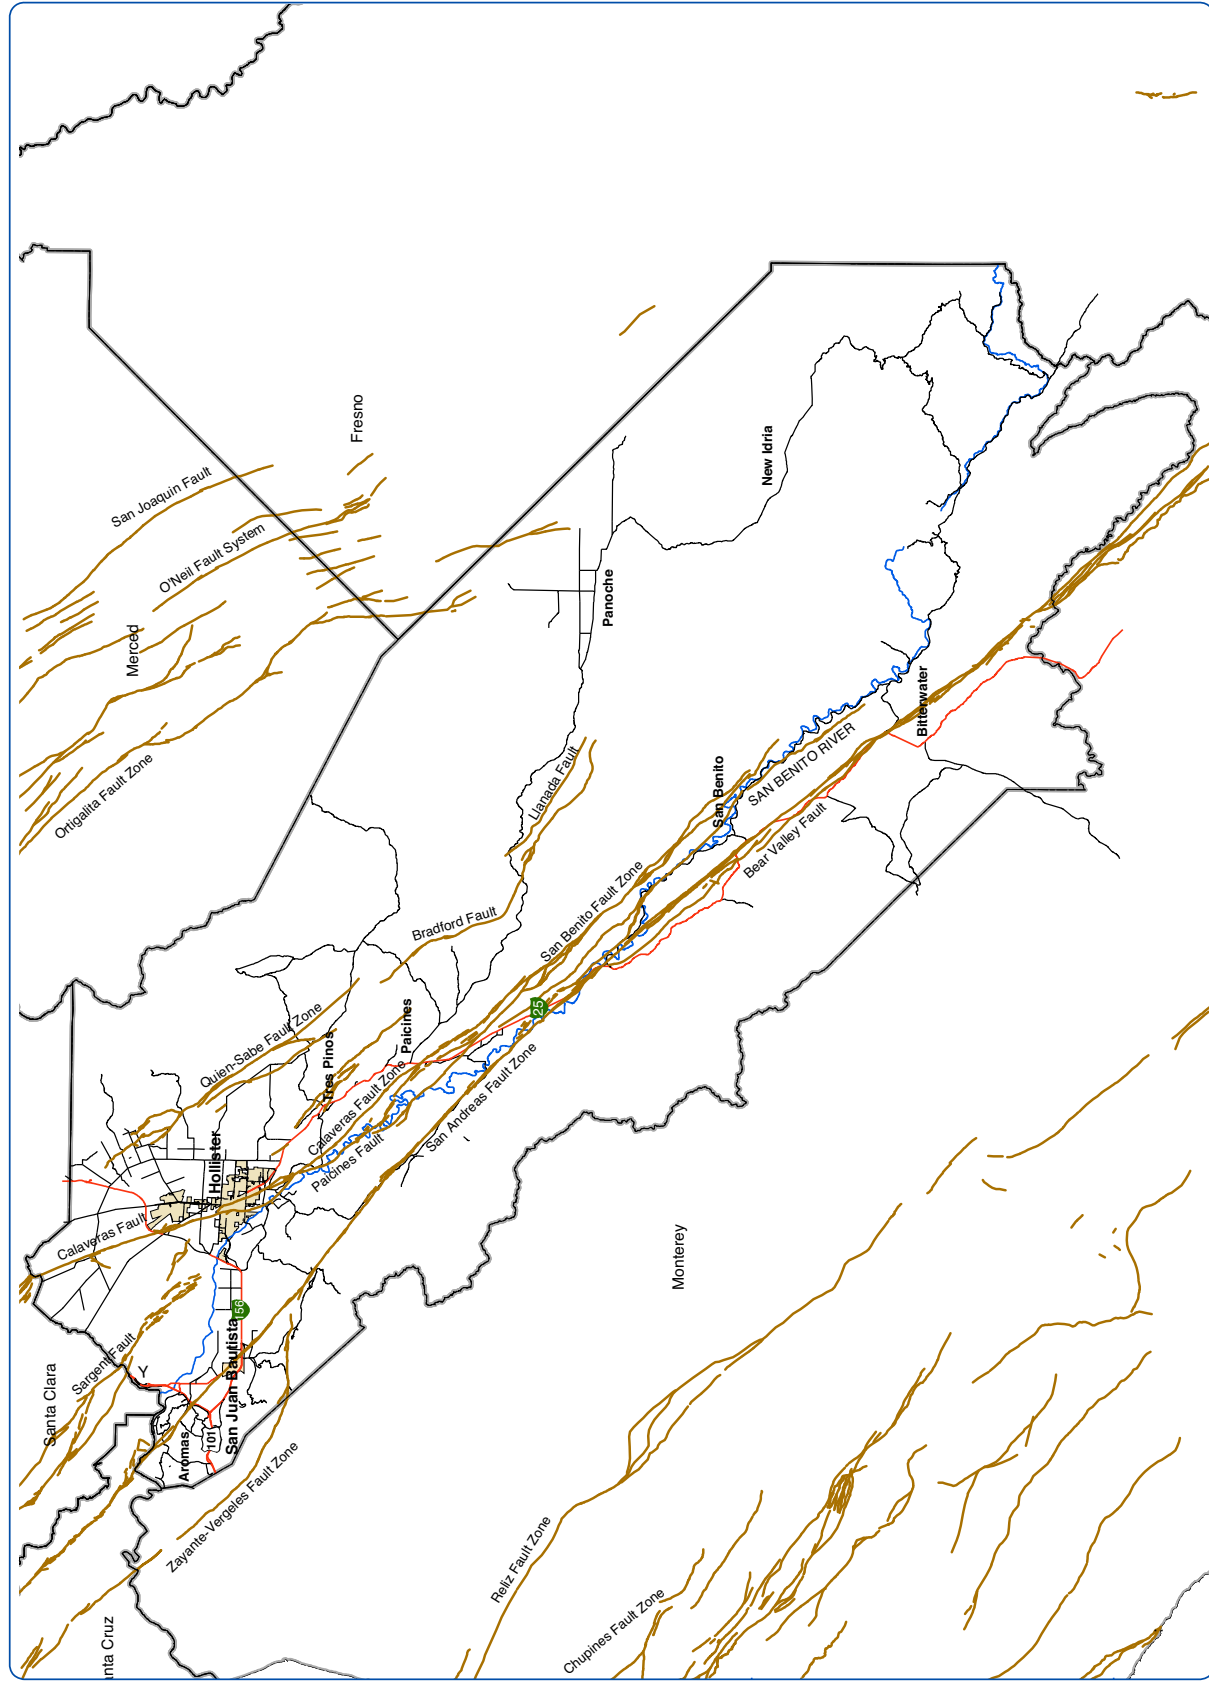 San Joaquin Fault
O'Neil Fault System
Fresno
Merced
Ortigalita Fault Zone
New Idria
Panoche
Llanada Fault
Bitterwater
San Benito
SAN BENITO RIVER
Bear Valley Fault
Bradford Fault
San Benito Fault Zone
Quien-Sabe Fault Zone
Paicines
25
Tres Pinos
Calaveras Fault Zone
San Andreas Fault Zone
Paicines Fault
Hollister
Calaveras Fault
Monterey
156
Sargent Fault
Santa Clara
Y
San Juan Bautista
101
Aromas
Zayante-Vergeles Fault Zone
Reliz Fault Zone
Chupines Fault Zone
nta Cruz